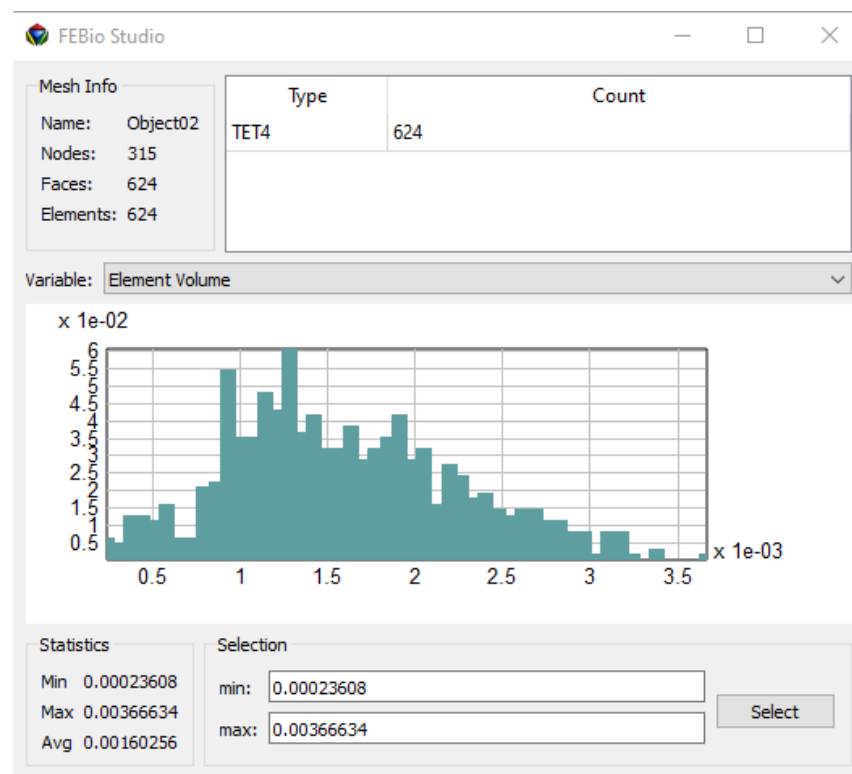 FEBio Studio
Mesh Info
Name: Object02
Nodes: 315
Faces: 624
Elements: 624
Type Count
TET4 624
Variable: Element Volume
x 1e-02
6
5.5
5
4.5
4
3.5
3
2.5
2
1.5
1
0.5
0.5 1 1.5 2 2.5 3 3.5 x 1e-03
Statistics
Min 0.00023608
Max 0.00366634
Avg 0.00160256
Selection
min: 0.00023608
max: 0.00366634
Select